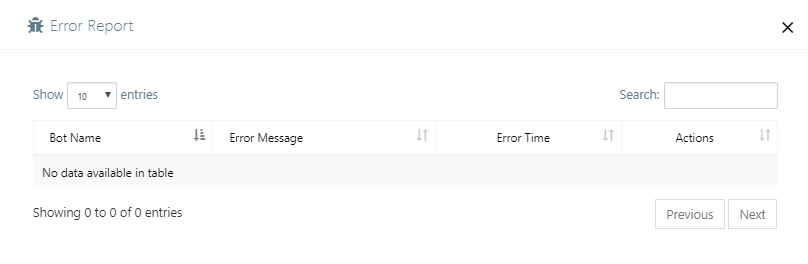 Error Report
Show 10 entries Search:
Bot Name Error Message Error Time Actions
No data available in table
Showing 0 to 0 of 0 entries Previous Next